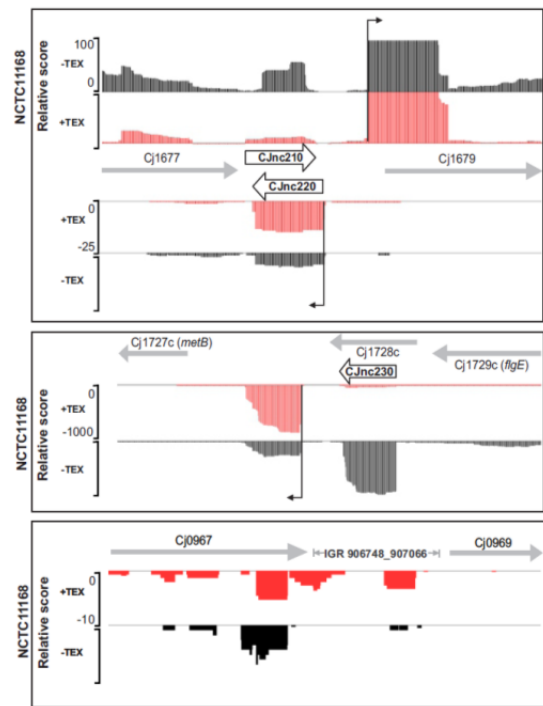 NCTC11168
Relative score
-TEX
100
0
+TEX
Cj1677
CJnc210
Cj1679
CJnc220
0
+TEX
-25
-TEX
NCTC11168
Relative score
Cj1727c (metB)
Cj1728c
Cj1729c (flgE)
CJnc230
0
+TEX
-1000
-TEX
NCTC11168
Relative score
Cj0967
IGR 906748_907066
Cj0969
0
+TEX
-10
-TEX